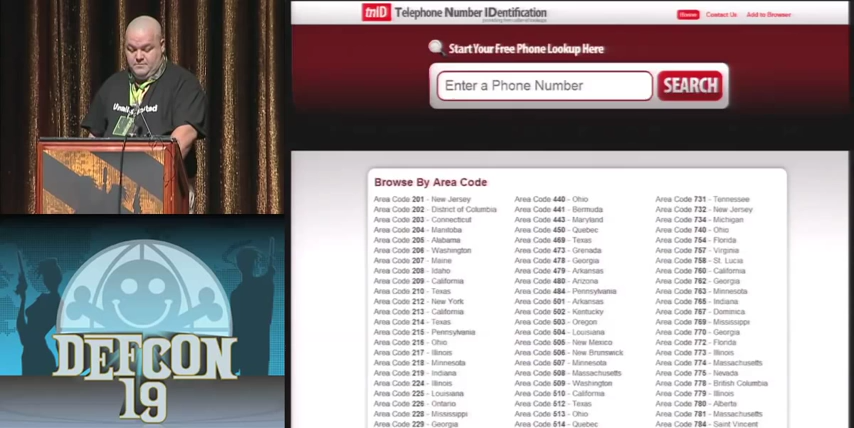 tnID Telephone Number IDentification
Home Contact Us Add to Browser
Start Your Free Phone Lookup Here
Enter a Phone Number SEARCH
DEFCON
19
Browse By Area Code
Area Code 201 - New Jersey
Area Code 202 - District of Columbia
Area Code 203 - Connecticut
Area Code 204 - Manitoba
Area Code 205 - Alabama
Area Code 206 - Washington
Area Code 207 - Maine
Area Code 208 - Idaho
Area Code 209 - California
Area Code 210 - Texas
Area Code 212 - New York
Area Code 213 - California
Area Code 214 - Texas
Area Code 215 - Pennsylvania
Area Code 216 - Ohio
Area Code 217 - Illinois
Area Code 218 - Minnesota
Area Code 219 - Indiana
Area Code 224 - Illinois
Area Code 225 - Louisiana
Area Code 226 - Ontario
Area Code 228 - Mississippi
Area Code 229 - Georgia
Area Code 440 - Ohio
Area Code 441 - Bermuda
Area Code 443 - Maryland
Area Code 450 - Quebec
Area Code 469 - Texas
Area Code 473 - Grenada
Area Code 478 - Georgia
Area Code 479 - Arkansas
Area Code 480 - Arizona
Area Code 484 - Pennsylvania
Area Code 501 - Arkansas
Area Code 502 - Kentucky
Area Code 503 - Oregon
Area Code 504 - Louisiana
Area Code 505 - New Mexico
Area Code 506 - New Brunswick
Area Code 507 - Minnesota
Area Code 508 - Massachusetts
Area Code 509 - Washington
Area Code 510 - California
Area Code 512 - Texas
Area Code 513 - Ohio
Area Code 514 - Quebec
Area Code 731 - Tennessee
Area Code 732 - New Jersey
Area Code 734 - Michigan
Area Code 740 - Ohio
Area Code 754 - Florida
Area Code 757 - Virginia
Area Code 758 - St. Lucia
Area Code 760 - California
Area Code 762 - Georgia
Area Code 763 - Minnesota
Area Code 765 - Indiana
Area Code 767 - Dominica
Area Code 769 - Mississippi
Area Code 770 - Georgia
Area Code 772 - Florida
Area Code 773 - Illinois
Area Code 774 - Massachusetts
Area Code 775 - Nevada
Area Code 778 - British Columbia
Area Code 779 - Illinois
Area Code 780 - Alberta
Area Code 781 - Massachusetts
Area Code 784 - Saint Vincent